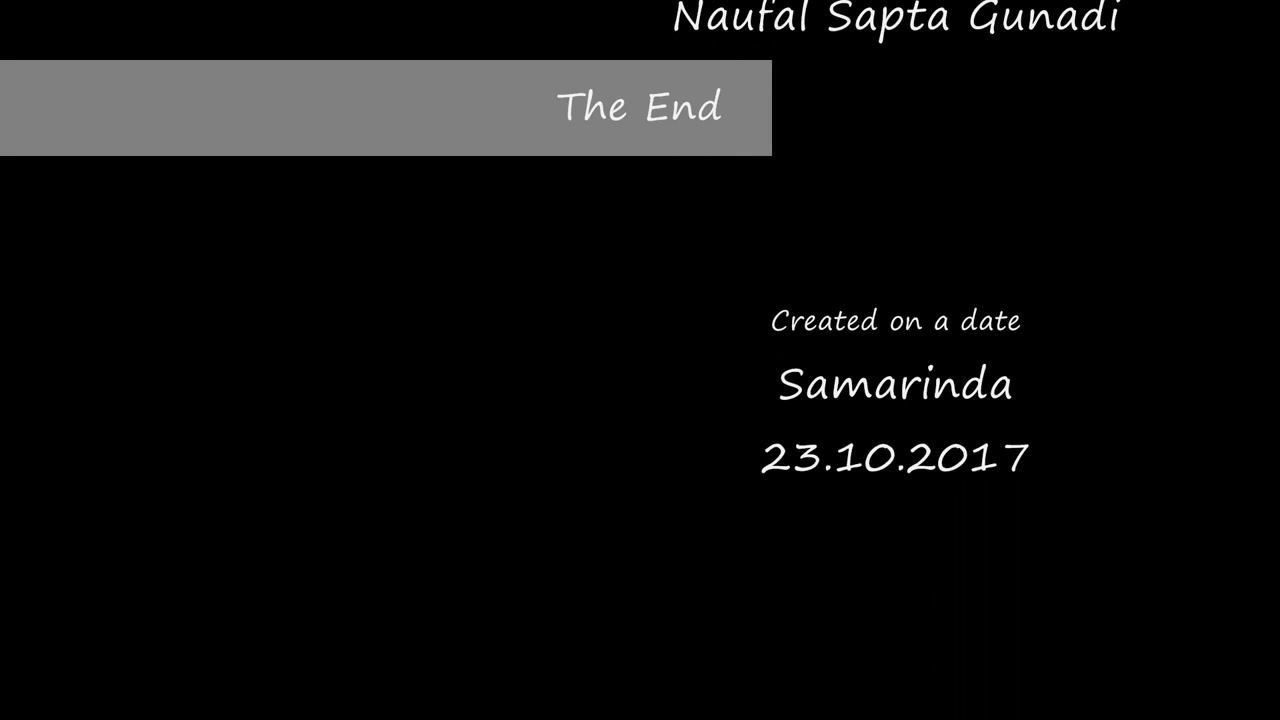 Naufal Sapta Gunadi
The End
Created on a date
Samarinda
23.10.2017